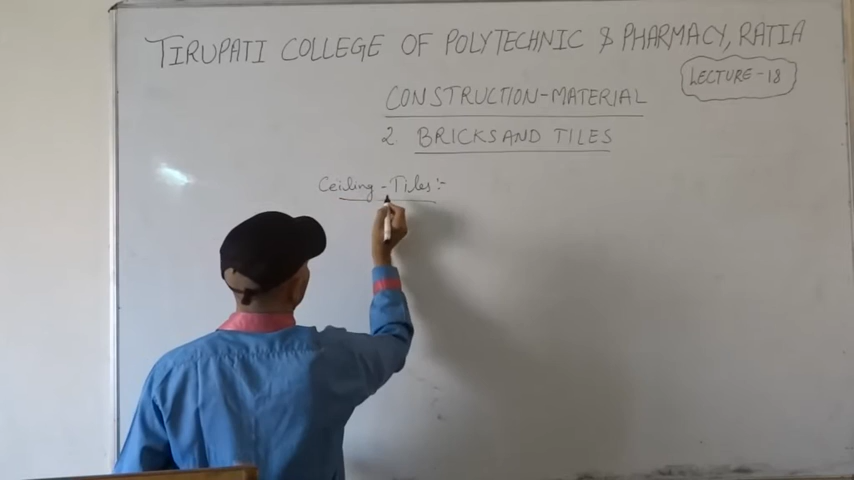 TIRUPATI COLLEGE OF POLYTECHNIC & PHARMACY, RATIA
LECTURE-18
CONSTRUCTION-MATERIAL
2. BRICKS AND TILES
Ceiling-Tiles:-